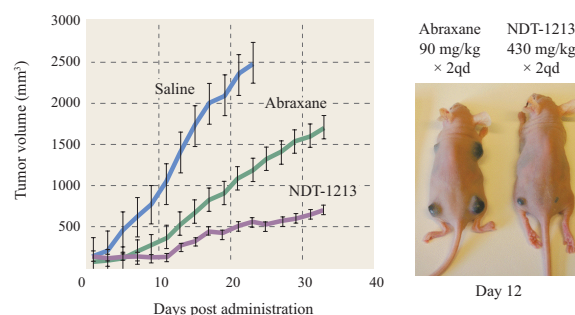 3000
2500
2000
1500
1000
500
0
10
20
30
40
Tumor volume (mm³)
Days post administration
Saline
Abraxane
NDT-1213
Abraxane
90 mg/kg
× 2qd
NDT-1213
430 mg/kg
× 2qd
Day 12